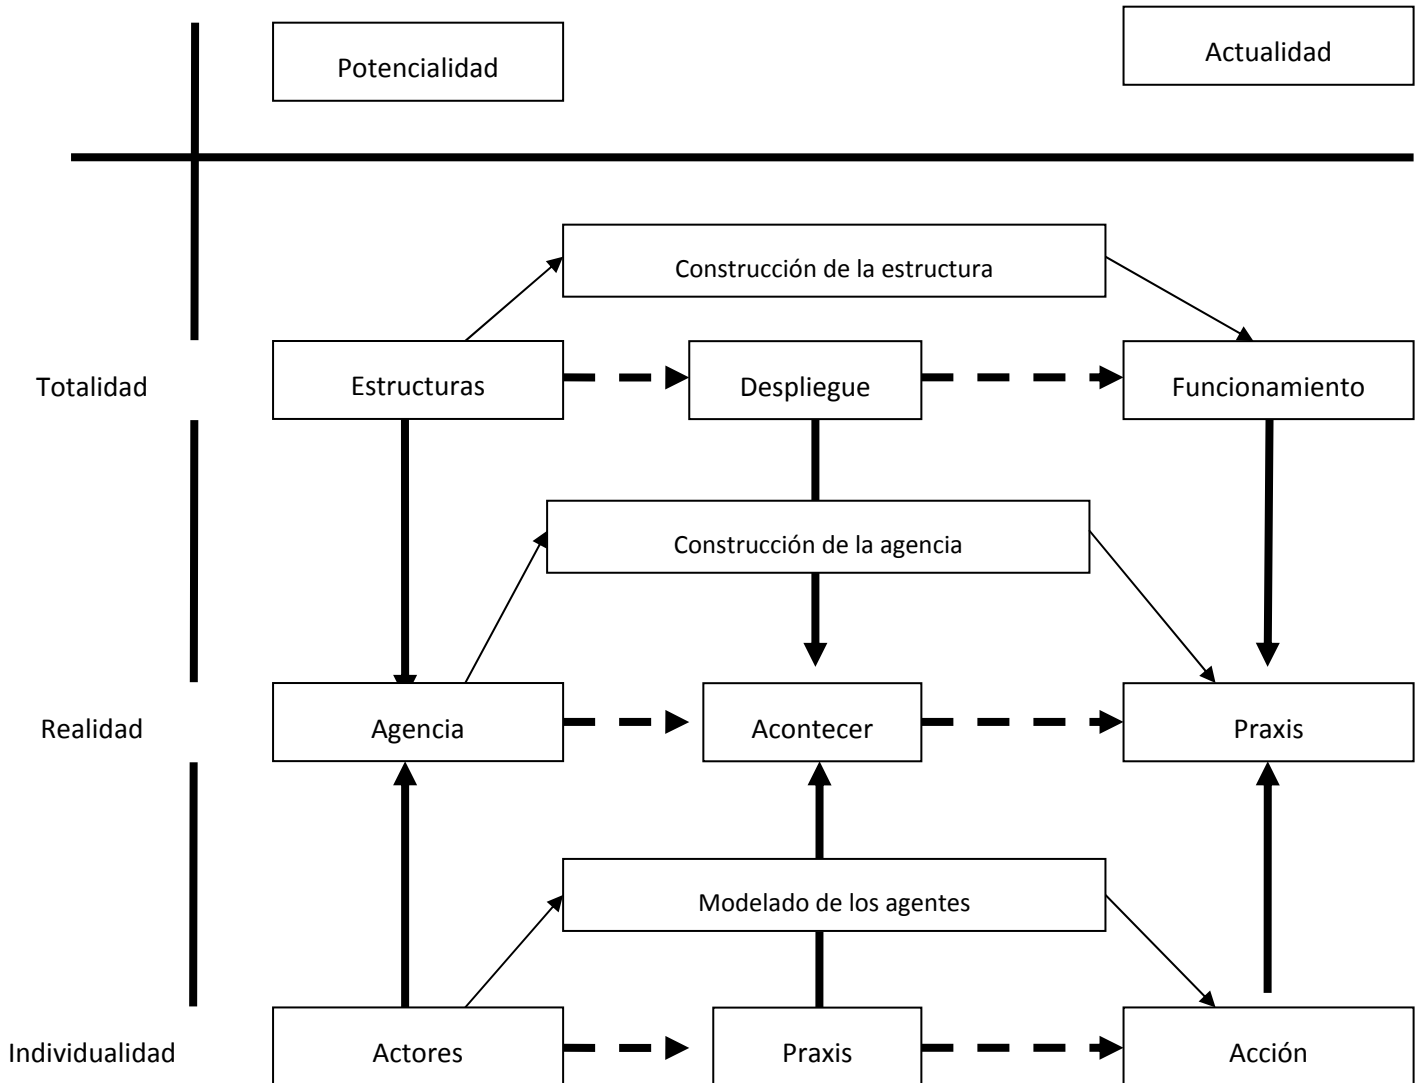 Potencialidad
Actualidad
Construcción de la estructura
Totalidad
Estructuras
Despliegue
Funcionamiento
Construcción de la agencia
Realidad
Agencia
Acontecer
Praxis
Modelado de los agentes
Individualidad
Actores
Praxis
Acción